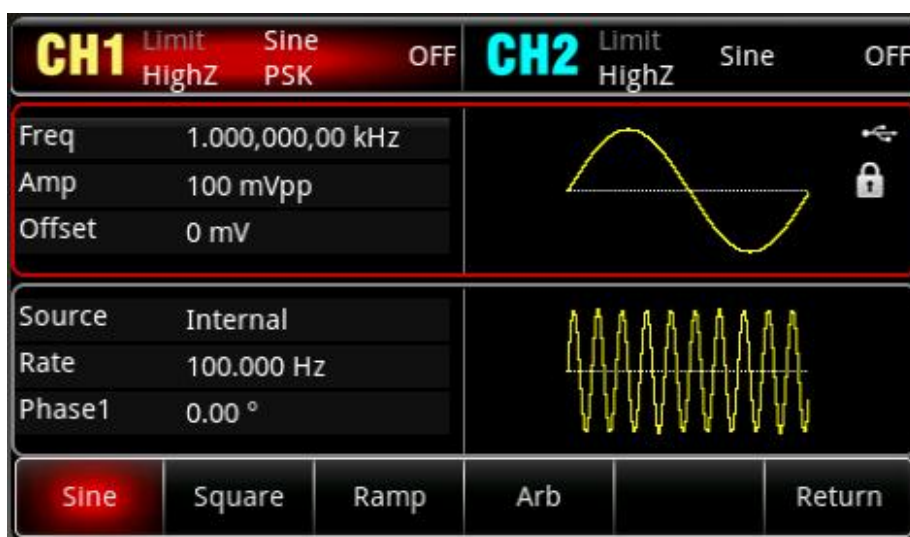 CH1 Limit Sine OFF
HighZ PSK
CH2 Limit Sine OFF
HighZ
Freq 1.000,000,00 kHz
Amp 100 mVpp
Offset 0 mV
Source Internal
Rate 100.000 Hz
Phase1 0.00 °
Sine Square Ramp Arb Return